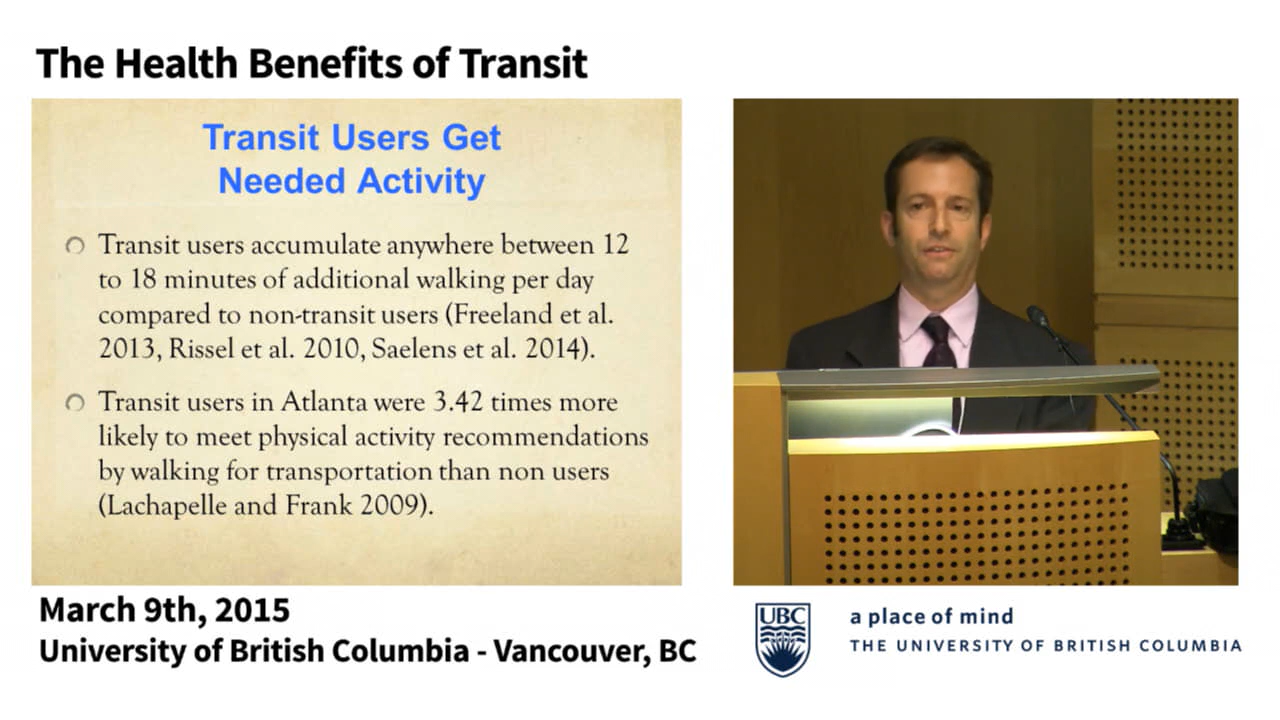 The Health Benefits of Transit
Transit Users Get
Needed Activity
Transit users accumulate anywhere between 12
to 18 minutes of additional walking per day
compared to non-transit users (Freeland et al.
2013, Rissel et al. 2010, Saelens et al. 2014).
Transit users in Atlanta were 3.42 times more
likely to meet physical activity recommendations
by walking for transportation than non users
(Lachapelle and Frank 2009).
March 9th, 2015
University of British Columbia - Vancouver, BC
UBC
a place of mind
THE UNIVERSITY OF BRITISH COLUMBIA